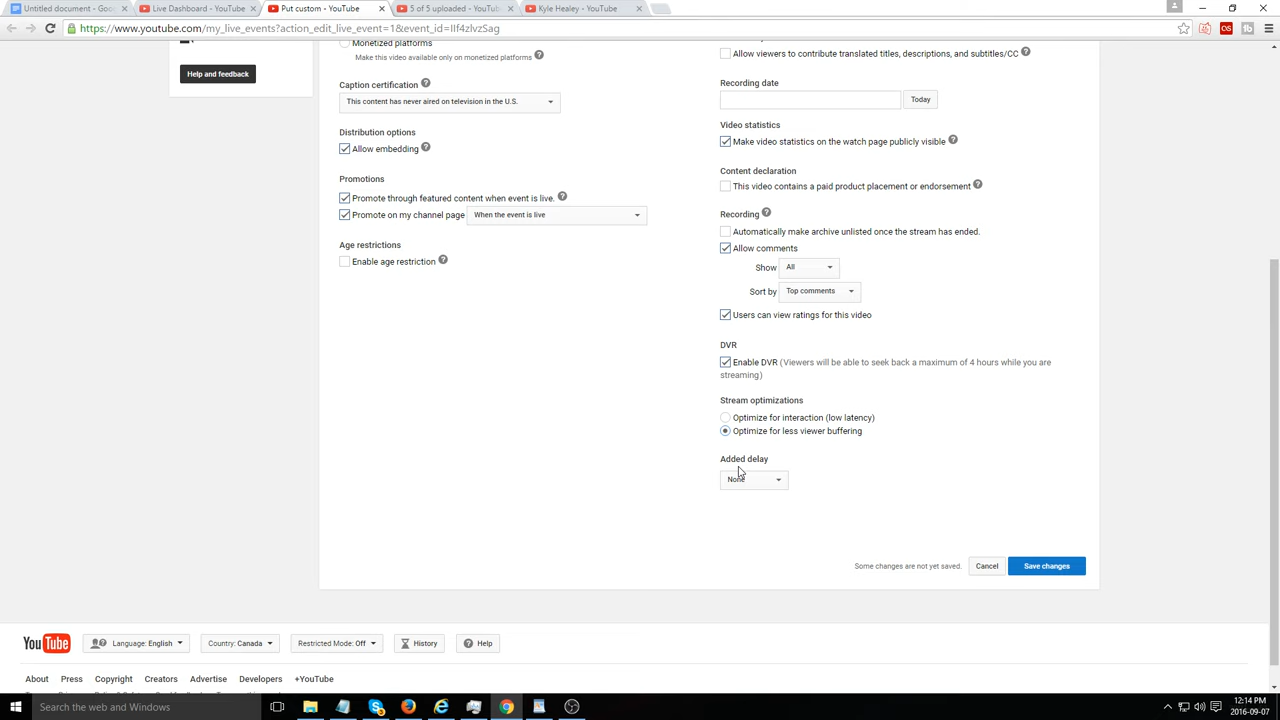 Untitled document - Goo
Live Dashboard - YouTube
Put custom - YouTube
5 of 5 uploaded - YouTu
Kyle Healey - YouTube
https://www.youtube.com/my_live_events?action_edit_live_event=1&event_id=IIf4zIvzSag
Monetized platforms
Make this video available only on monetized platforms
Help and feedback
Caption certification
This content has never aired on television in the U.S.
Distribution options
Allow embedding
Promotions
Promote through featured content when event is live.
Promote on my channel page When the event is live
Age restrictions
Enable age restriction
Allow viewers to contribute translated titles, descriptions, and subtitles/CC
Recording date
Today
Video statistics
Make video statistics on the watch page publicly visible
Content declaration
This video contains a paid product placement or endorsement
Recording
Automatically make archive unlisted once the stream has ended.
Allow comments
Show All
Sort by Top comments
Users can view ratings for this video
DVR
Enable DVR (Viewers will be able to seek back a maximum of 4 hours while you are
streaming)
Stream optimizations
Optimize for interaction (low latency)
Optimize for less viewer buffering
Added delay
None
Some changes are not yet saved. Cancel Save changes
YouTube Language: English Country: Canada Restricted Mode: Off History Help
About Press Copyright Creators Advertise Developers +YouTube
Search the web and Windows
12:14 PM
2016-09-07